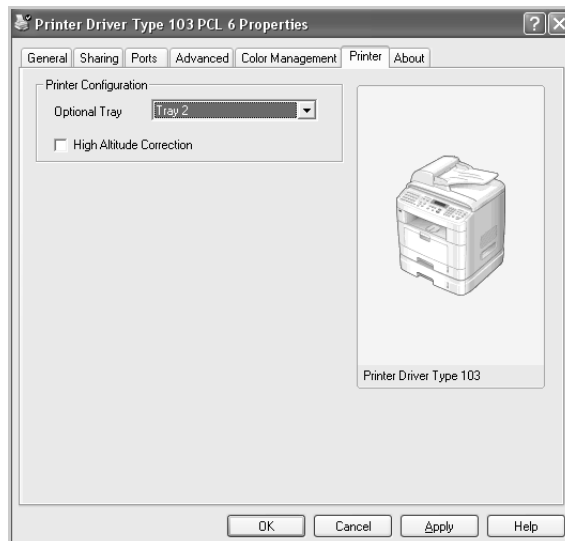 Printer Driver Type 103 PCL 6 Properties
General Sharing Ports Advanced Color Management Printer About
Printer Configuration
Optional Tray Tray 2
High Altitude Correction
Printer Driver Type 103
OK Cancel Apply Help